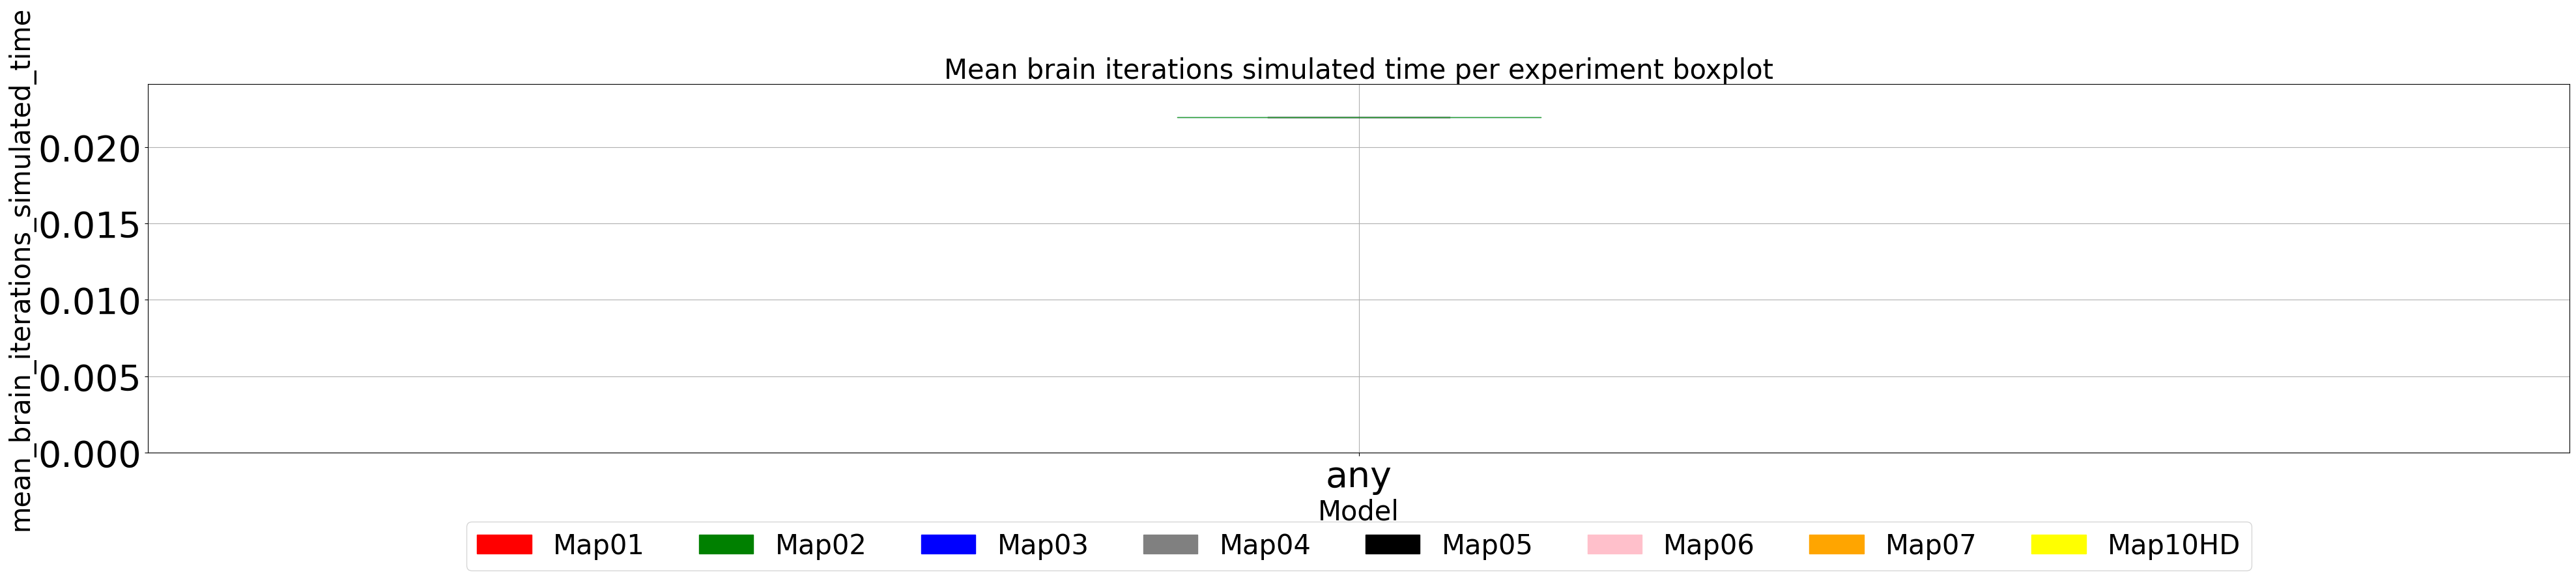 Mean brain iterations simulated time per experiment boxplot
mean_brain_iterations_simulated_time
0.020
0.015
0.010
0.005
0.000
any
Model
Map01 Map02 Map03 Map04 Map05 Map06 Map07 Map10HD